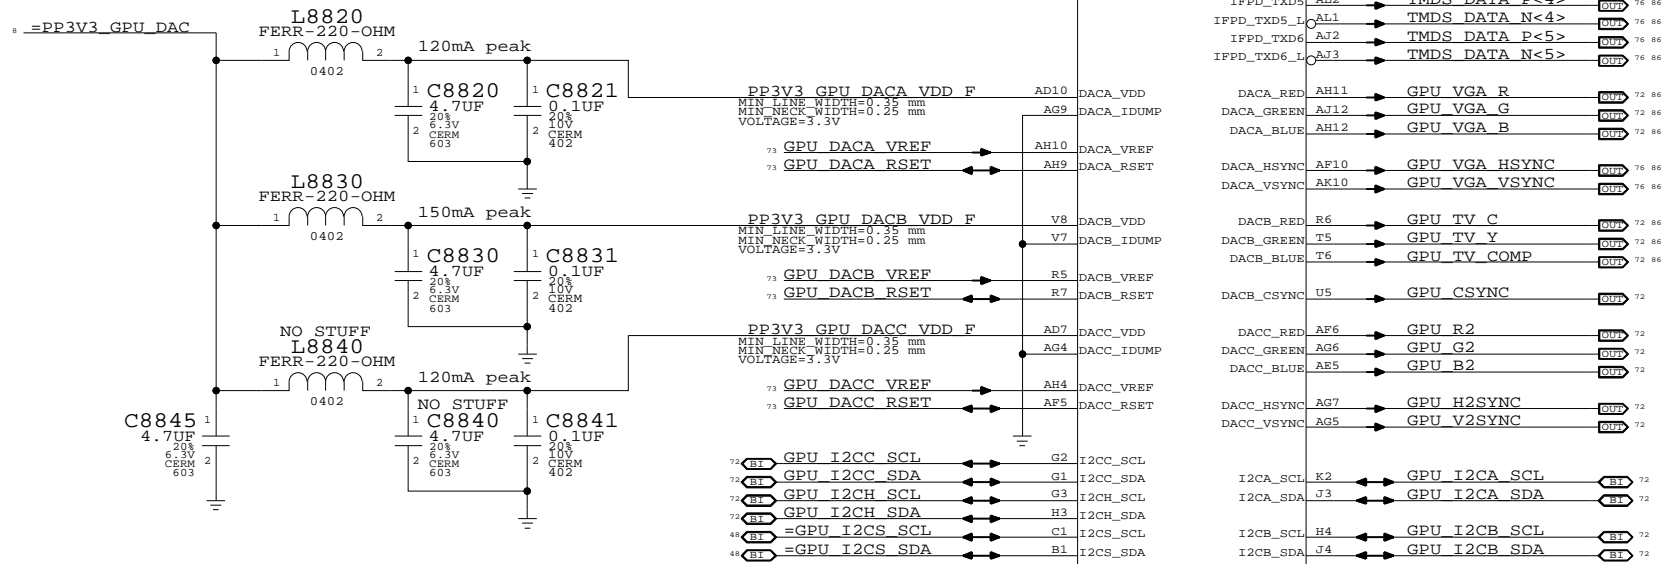 8 =PP3V3_GPU_DAC
L8820
FERR-220-OHM
1 2
0402
120mA peak
1 C8820
4.7UF
20%
6.3V
2 CERM
603
1 C8821
0.1UF
20%
10V
2 CERM
402
L8830
FERR-220-OHM
1 2
0402
150mA peak
1 C8830
4.7UF
20%
6.3V
2 CERM
603
1 C8831
0.1UF
20%
10V
2 CERM
402
NO STUFF
L8840
FERR-220-OHM
1 2
0402
120mA peak
NO STUFF
1 C8840
4.7UF
20%
6.3V
2 CERM
603
1 C8841
0.1UF
20%
10V
2 CERM
402
C8845 1
4.7UF
20%
6.3V
CERM 2
603
PP3V3_GPU_DACA_VDD_F AD10 DACA_VDD
MIN_LINE_WIDTH=0.35 mm
MIN_NECK_WIDTH=0.25 mm
VOLTAGE=3.3V
AG9 DACA_IDUMP
73 GPU_DACA_VREF AH10 DACA_VREF
73 GPU_DACA_RSET AH9 DACA_RSET
PP3V3_GPU_DACB_VDD_F V8 DACB_VDD
MIN_LINE_WIDTH=0.35 mm
MIN_NECK_WIDTH=0.25 mm
VOLTAGE=3.3V
V7 DACB_IDUMP
73 GPU_DACB_VREF R5 DACB_VREF
73 GPU_DACB_RSET R7 DACB_RSET
PP3V3_GPU_DACC_VDD_F AD7 DACC_VDD
MIN_LINE_WIDTH=0.35 mm
MIN_NECK_WIDTH=0.25 mm
VOLTAGE=3.3V
AG4 DACC_IDUMP
73 GPU_DACC_VREF AH4 DACC_VREF
73 GPU_DACC_RSET AF5 DACC_RSET
72 BI GPU_I2CC_SCL G2 I2CC_SCL
72 BI GPU_I2CC_SDA G1 I2CC_SDA
72 BI GPU_I2CH_SCL G3 I2CH_SCL
72 BI GPU_I2CH_SDA H3 I2CH_SDA
48 BI =GPU_I2CS_SCL C1 I2CS_SCL
48 BI =GPU_I2CS_SDA B1 I2CS_SDA
IFPD_TXD5 AL2 TMDS_DATA_P<4> OUT 76 86
IFPD_TXD5_L AL1 TMDS_DATA_N<4> OUT 76 86
IFPD_TXD6 AJ2 TMDS_DATA_P<5> OUT 76 86
IFPD_TXD6_L AJ3 TMDS_DATA_N<5> OUT 76 86
DACA_RED AH11 GPU_VGA_R OUT 72 86
DACA_GREEN AJ12 GPU_VGA_G OUT 72 86
DACA_BLUE AH12 GPU_VGA_B OUT 72 86
DACA_HSYNC AF10 GPU_VGA_HSYNC OUT 76 86
DACA_VSYNC AK10 GPU_VGA_VSYNC OUT 76 86
DACB_RED R6 GPU_TV_C OUT 72 86
DACB_GREEN T5 GPU_TV_Y OUT 72 86
DACB_BLUE T6 GPU_TV_COMP OUT 72 86
DACB_CSYNC U5 GPU_CSYNC OUT 72
DACC_RED AF6 GPU_R2 OUT 72
DACC_GREEN AG6 GPU_G2 OUT 72
DACC_BLUE AE5 GPU_B2 OUT 72
DACC_HSYNC AG7 GPU_H2SYNC OUT 72
DACC_VSYNC AG5 GPU_V2SYNC OUT 72
I2CA_SCL K2 GPU_I2CA_SCL BI 72
I2CA_SDA J3 GPU_I2CA_SDA BI 72
I2CB_SCL H4 GPU_I2CB_SCL BI 72
I2CB_SDA J4 GPU_I2CB_SDA BI 72